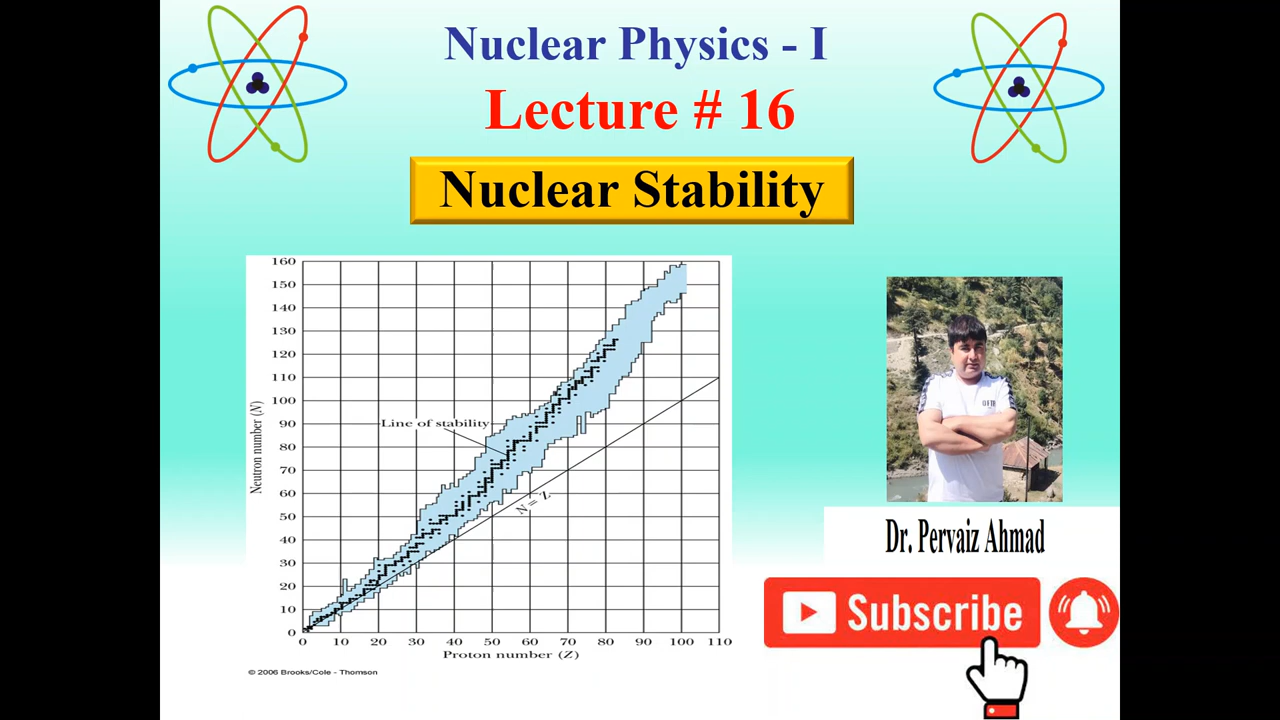 Nuclear Physics - I
Lecture # 16
Nuclear Stability
160
150
140
130
120
110
100
90
80
70
60
50
40
30
20
10
0
Neutron number (N)
Line of stability
N = Z
0 10 20 30 40 50 60 70 80 90 100 110
Proton number (Z)
© 2006 Brooks/Cole - Thomson
Dr. Pervaiz Ahmad
Subscribe